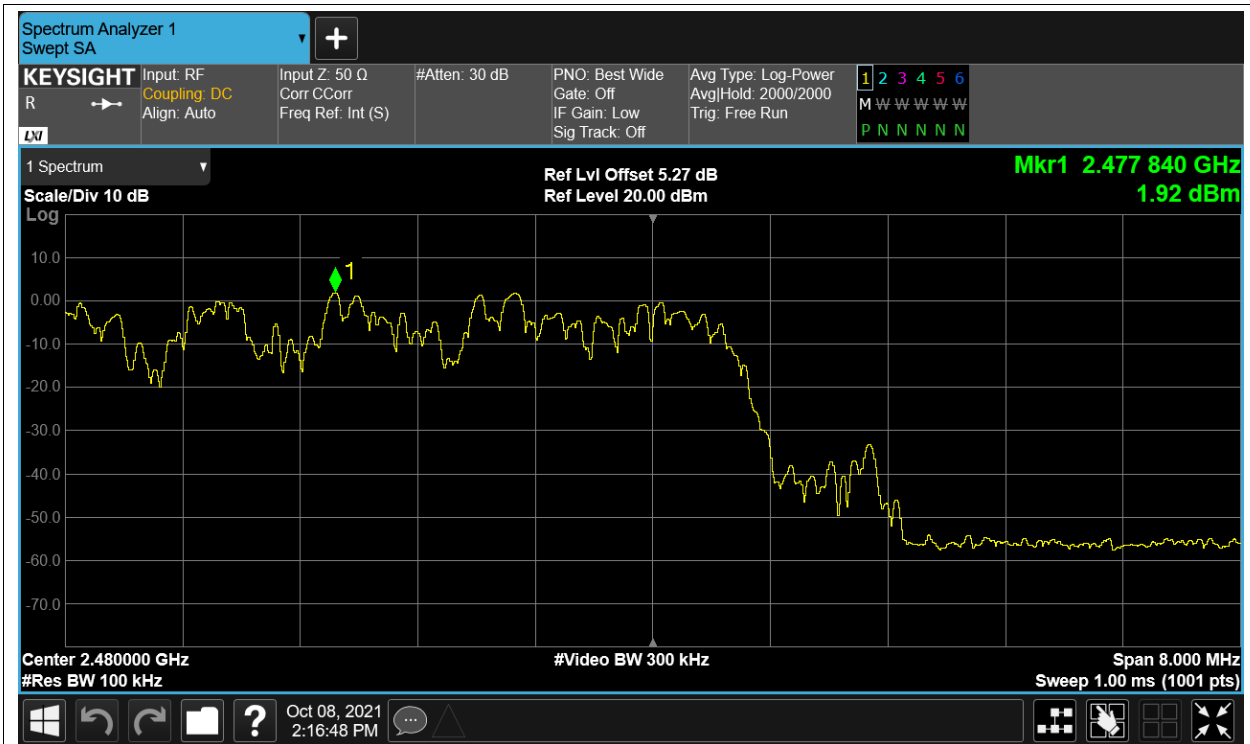 Spectrum Analyzer 1
Swept SA
KEYSIGHT
R
LXI
Input: RF
Coupling: DC
Align: Auto
Input Z: 50 Ω
Corr CCorr
Freq Ref: Int (S)
#Atten: 30 dB
PNO: Best Wide
Gate: Off
IF Gain: Low
Sig Track: Off
Avg Type: Log-Power
Avg|Hold: 2000/2000
Trig: Free Run
1 2 3 4 5 6
M W W W W W
P N N N N N
1 Spectrum
Scale/Div 10 dB
Log
Ref Lvl Offset 5.27 dB
Ref Level 20.00 dBm
Mkr1 2.477 840 GHz
1.92 dBm
10.0
1
0.00
-10.0
-20.0
-30.0
-40.0
-50.0
-60.0
-70.0
Center 2.480000 GHz
#Video BW 300 kHz
Span 8.000 MHz
#Res BW 100 kHz
Sweep 1.00 ms (1001 pts)
?
Oct 08, 2021
2:16:48 PM